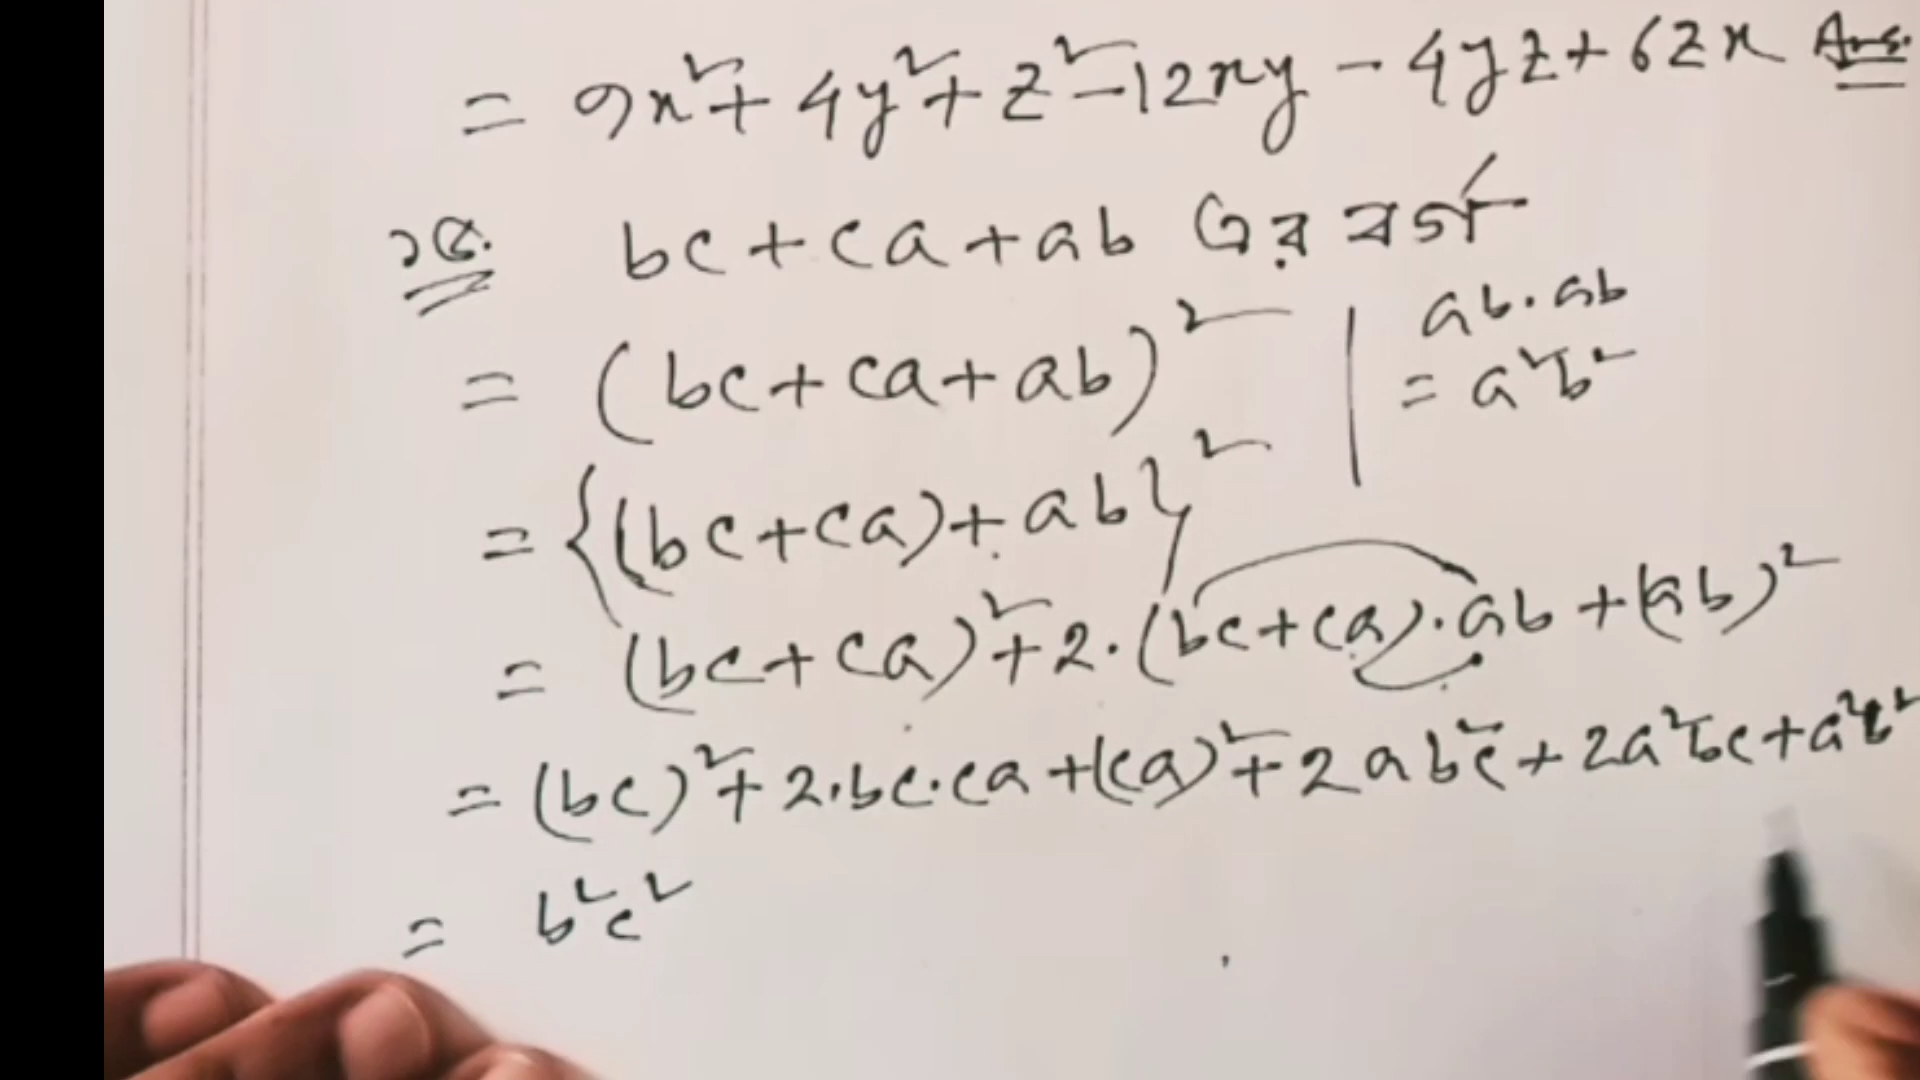 = 9x²+4y²+z²-12xy-4yz+6zx Ans.
১৫. bc+ca+ab এর বর্গ
= (bc+ca+ab)²
ab·ab
= a²b²
= {(bc+ca)+ab}²
= (bc+ca)²+2·(bc+ca)·ab+(ab)²
= (bc)²+2·bc·ca+(ca)²+2ab²c+2a²bc+a²b²
= b²c²